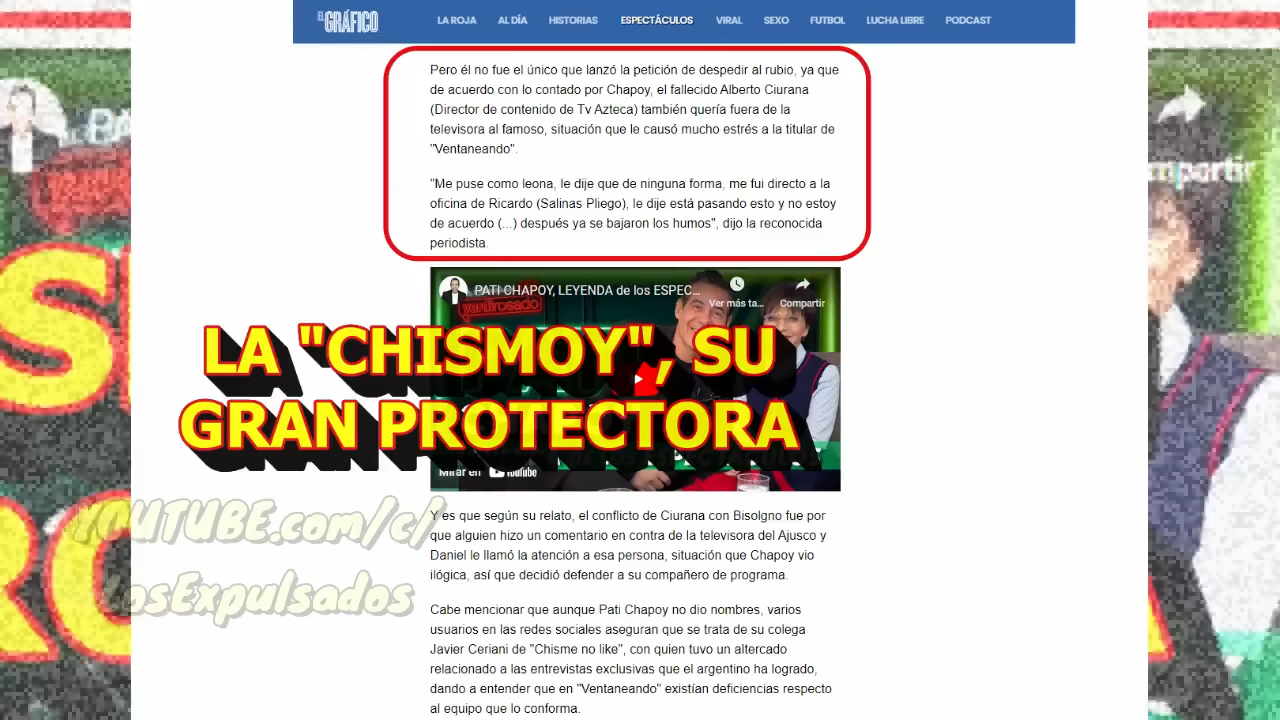 EL GRÁFICO
LA ROJA AL DÍA HISTORIAS ESPECTÁCULOS VIRAL SEXO FUTBOL LUCHA LIBRE PODCAST
Pero él no fue el único que lanzó la petición de despedir al rubio, ya que
de acuerdo con lo contado por Chapoy, el fallecido Alberto Ciurana
(Director de contenido de Tv Azteca) también quería fuera de la
televisora al famoso, situación que le causó mucho estrés a la titular de
"Ventaneando".
"Me puse como leona, le dije que de ninguna forma, me fui directo a la
oficina de Ricardo (Salinas Pliego), le dije está pasando esto y no estoy
de acuerdo (...) después ya se bajaron los humos", dijo la reconocida
periodista.
PATI CHAPOY, LEYENDA de los ESPEC...
Ver más ta...
Compartir
LA "CHISMOY", SU
GRAN PROTECTORA
Mirar en YouTube
YOUTUBE.com/c/
LosExpulsados
Y es que según su relato, el conflicto de Ciurana con Bisolgno fue por
que alguien hizo un comentario en contra de la televisora del Ajusco y
Daniel le llamó la atención a esa persona, situación que Chapoy vio
ilógica, así que decidió defender a su compañero de programa.
Cabe mencionar que aunque Pati Chapoy no dio nombres, varios
usuarios en las redes sociales aseguran que se trata de su colega
Javier Ceriani de "Chisme no like", con quien tuvo un altercado
relacionado a las entrevistas exclusivas que el argentino ha logrado,
dando a entender que en "Ventaneando" existían deficiencias respecto
al equipo que lo conforma.